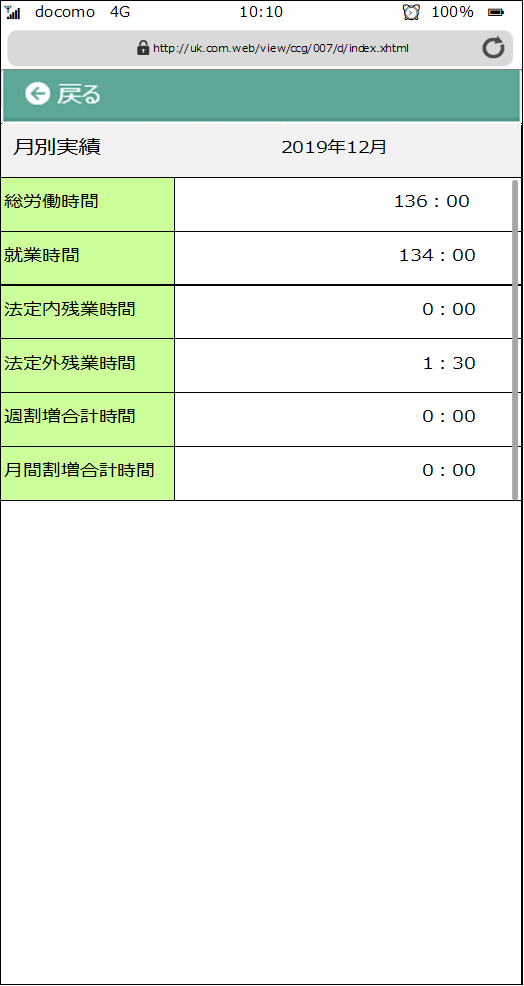 docomo 4G 10:10 100%
http://uk.com.web/view/ccg/007/d/index.xhtml
戻る
月別実績 2019年12月
総労働時間 136：00
就業時間 134：00
法定内残業時間 0：00
法定外残業時間 1：30
週割増合計時間 0：00
月間割増合計時間 0：00